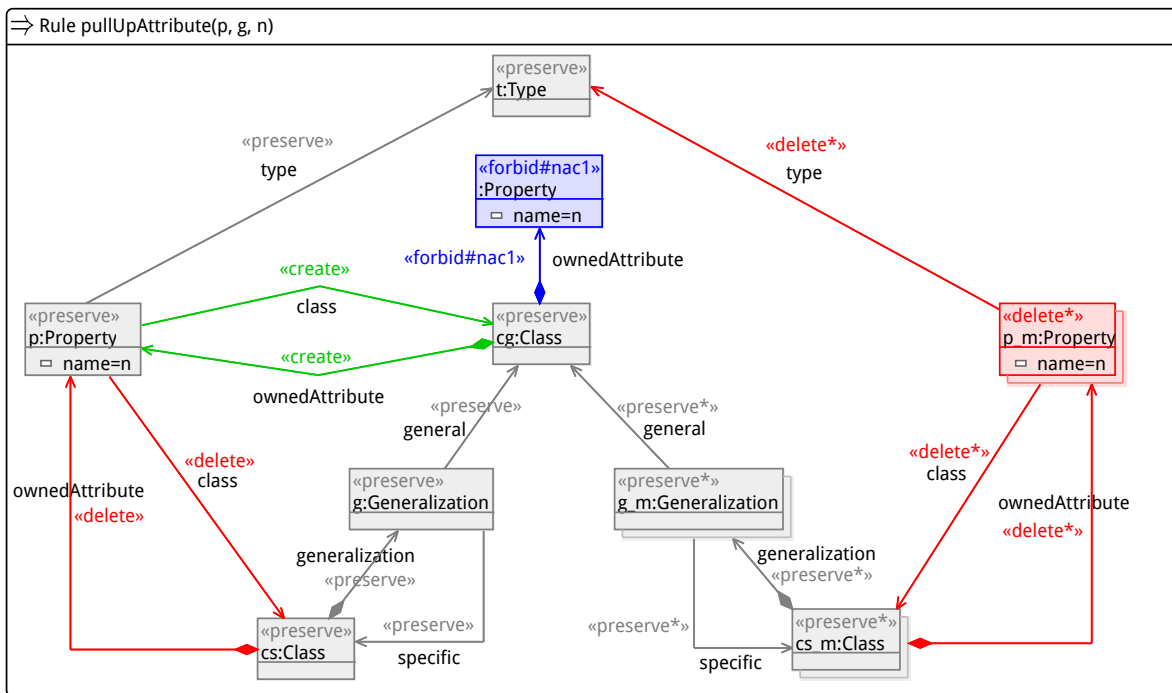 Rule pullUpAttribute(p, g, n)
«preserve»
t:Type
«preserve»
type
«delete*»
type
«forbid#nac1»
:Property
name=n
«forbid#nac1»
ownedAttribute
«create»
class
«preserve»
p:Property
name=n
«preserve»
cg:Class
«delete*»
p_m:Property
name=n
«create»
ownedAttribute
«preserve»
general
«preserve*»
general
«delete»
class
«delete*»
class
ownedAttribute
«delete»
«preserve»
g:Generalization
«preserve*»
g_m:Generalization
ownedAttribute
«delete*»
generalization
«preserve»
generalization
«preserve*»
«preserve»
cs:Class
«preserve»
specific
«preserve*»
specific
«preserve*»
cs_m:Class